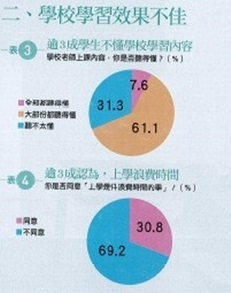 二、學校學習效果不佳
表3 逾3成學生不懂學校學習內容
學校老師上課內容，你是否聽得懂？（%）
全部都聽得懂
大部份都聽得懂
聽不太懂
7.6
31.3
61.1
表4 逾3成認為，上學浪費時間
你是否同意「上學是件浪費時間的事」？（%）
同意
不同意
30.8
69.2